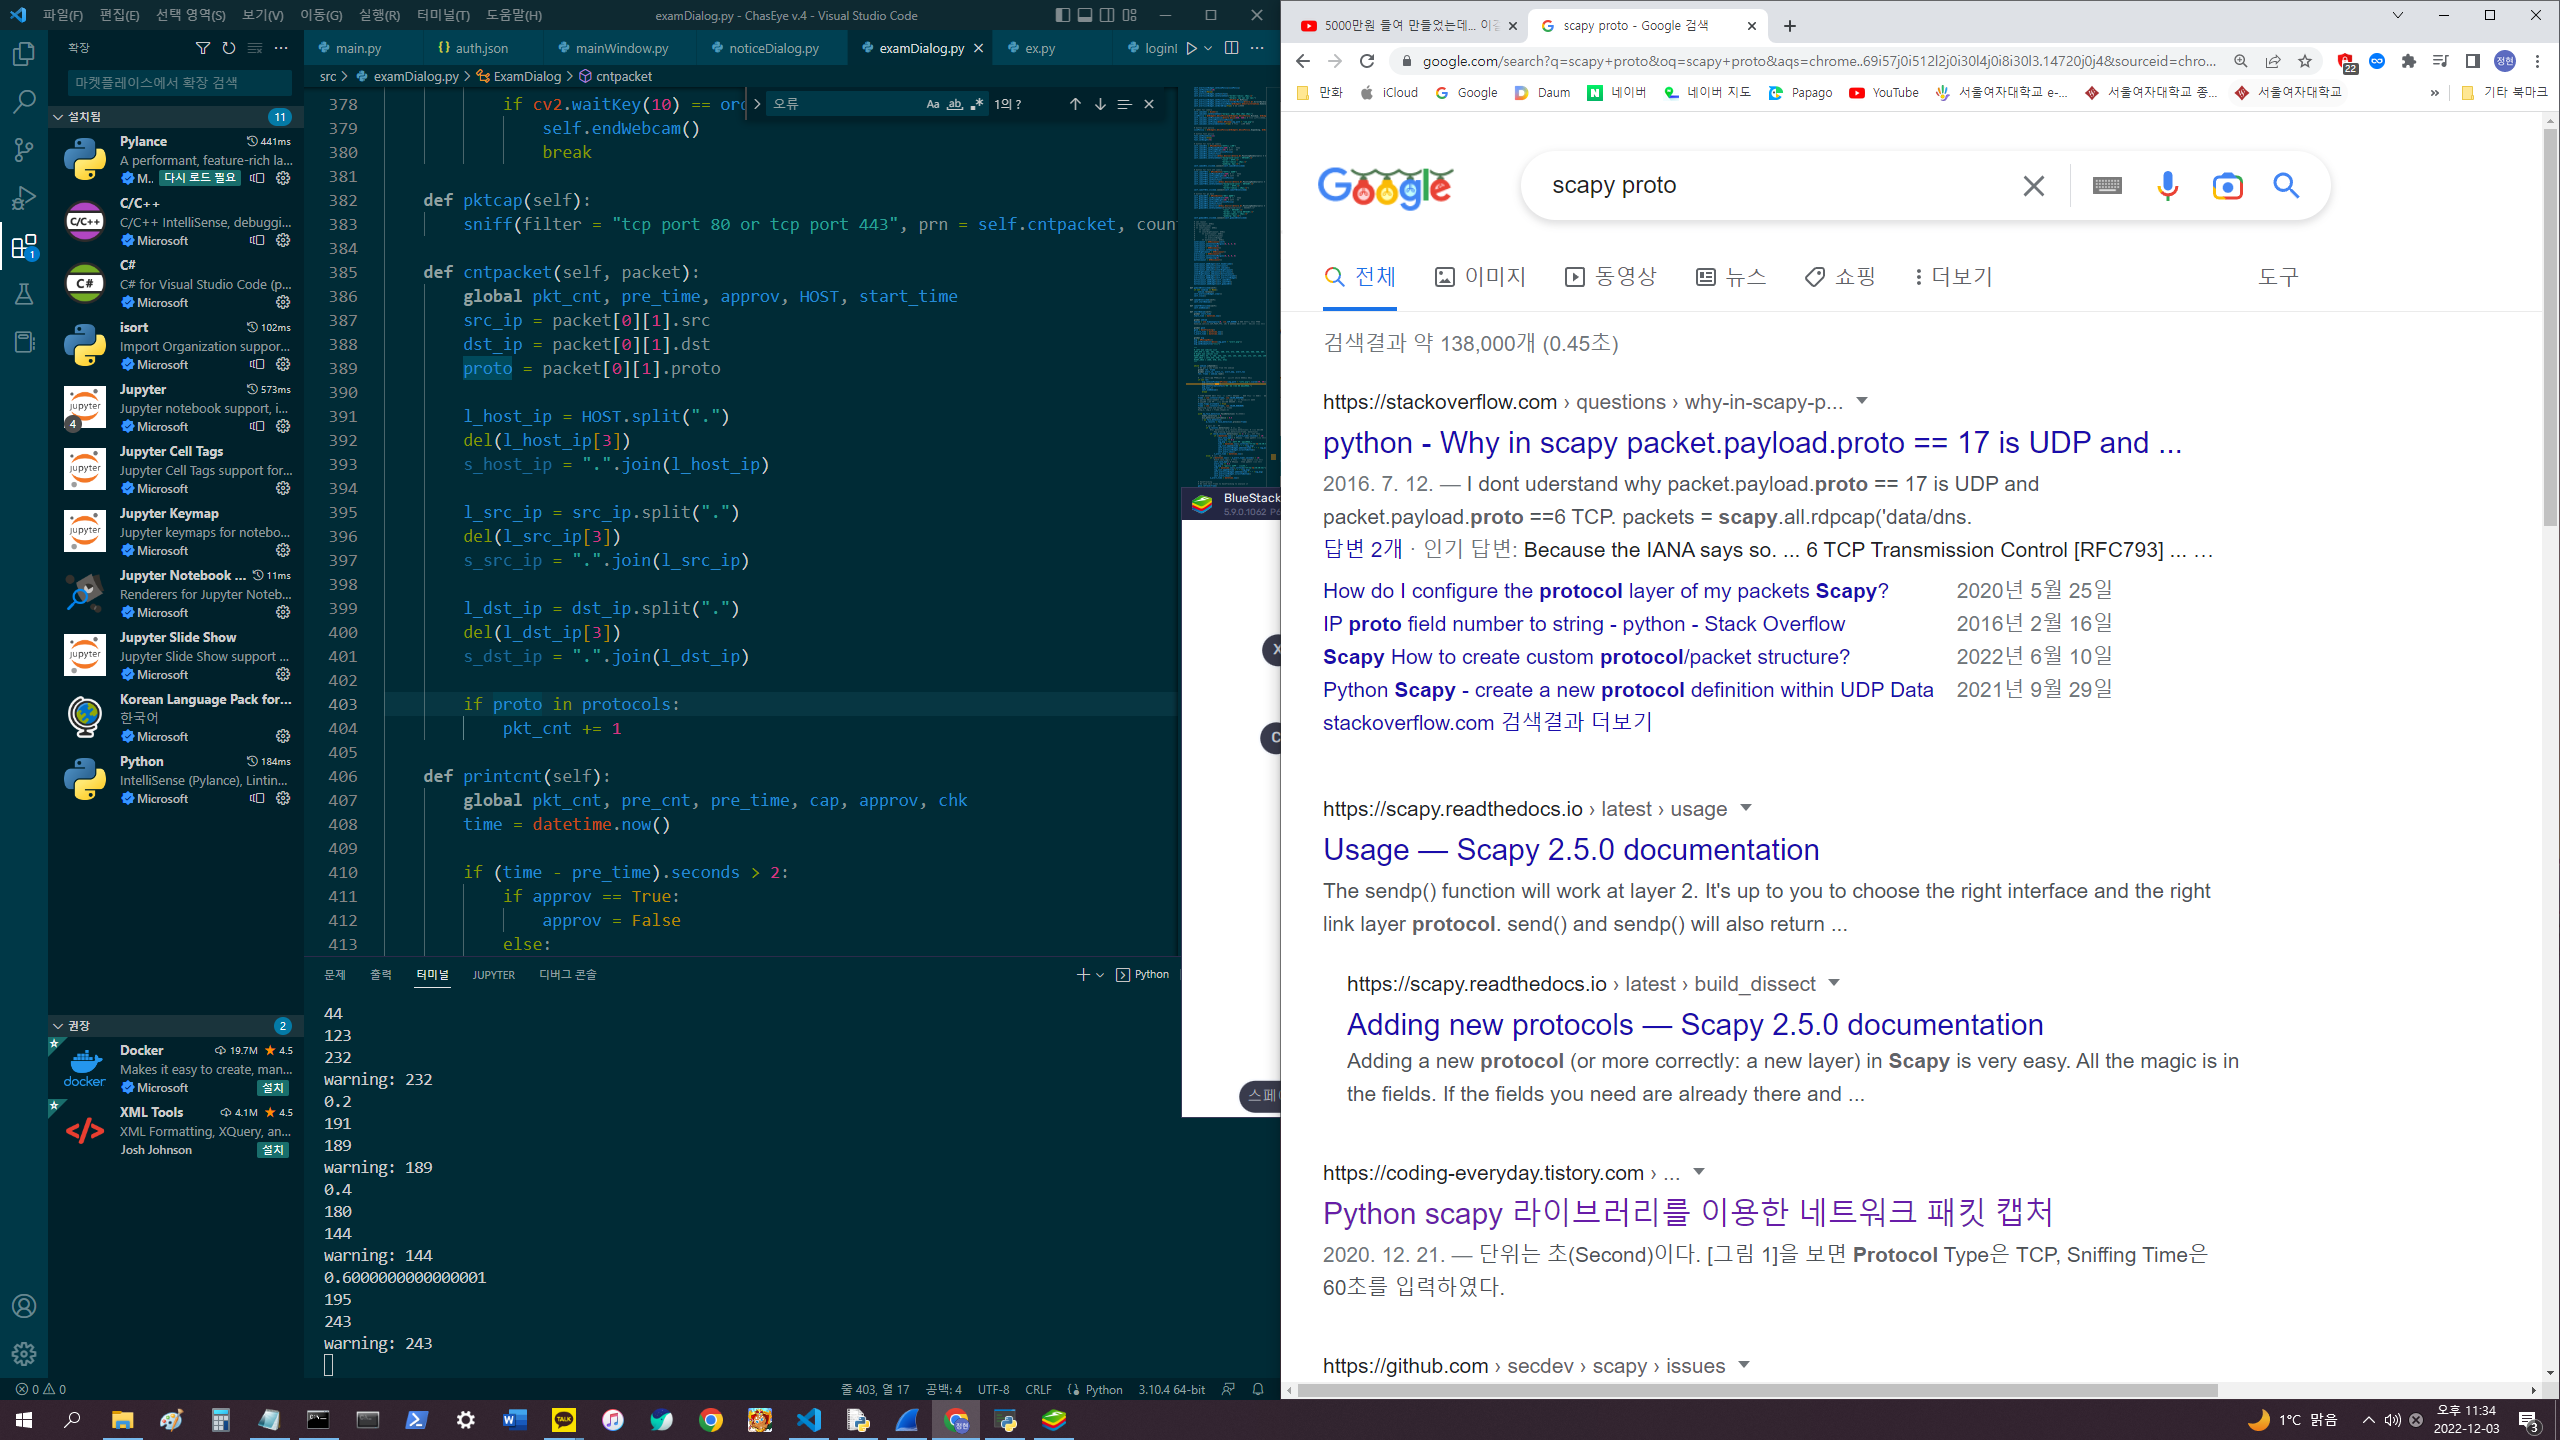 파일(F) 편집(E) 선택 영역(S) 보기(V) 이동(G) 실행(R) 터미널(T) 도움말(H) examDialog.py - ChasEye v.4 - Visual Studio Code
확장
마켓플레이스에서 확장 검색
설치됨 11
Pylance 441ms
A performant, feature-rich la...
M.. 다시 로드 필요
C/C++
C/C++ IntelliSense, debuggi...
Microsoft
C#
C# for Visual Studio Code (p...
Microsoft
isort 102ms
Import Organization suppor...
Microsoft
Jupyter 573ms
Jupyter notebook support, i...
4 Microsoft
Jupyter Cell Tags
Jupyter Cell Tags support for...
Microsoft
Jupyter Keymap
Jupyter keymaps for notebo...
Microsoft
Jupyter Notebook ... 11ms
Renderers for Jupyter Noteb...
Microsoft
Jupyter Slide Show
Jupyter Slide Show support ...
Microsoft
Korean Language Pack for...
한국어
Microsoft
Python 184ms
IntelliSense (Pylance), Lintin...
Microsoft
권장 2
Docker 19.7M 4.5
Makes it easy to create, man...
Microsoft 설치
XML Tools 4.1M 4.5
XML Formatting, XQuery, an...
Josh Johnson 설치
main.py {} auth.json mainWindow.py noticeDialog.py examDialog.py ex.py loginI
src > examDialog.py > ExamDialog > cntpacket
오류 Aa ab 1의 ?
378 if cv2.waitKey(10) == orc
379 self.endWebcam()
380 break
381
382 def pktcap(self):
383 sniff(filter = "tcp port 80 or tcp port 443", prn = self.cntpacket, coun
384
385 def cntpacket(self, packet):
386 global pkt_cnt, pre_time, approv, HOST, start_time
387 src_ip = packet[0][1].src
388 dst_ip = packet[0][1].dst
389 proto = packet[0][1].proto
390
391 l_host_ip = HOST.split(".")
392 del(l_host_ip[3])
393 s_host_ip = ".".join(l_host_ip)
394
395 l_src_ip = src_ip.split(".")
396 del(l_src_ip[3])
397 s_src_ip = ".".join(l_src_ip)
398
399 l_dst_ip = dst_ip.split(".")
400 del(l_dst_ip[3])
401 s_dst_ip = ".".join(l_dst_ip)
402
403 if proto in protocols:
404 pkt_cnt += 1
405
406 def printcnt(self):
407 global pkt_cnt, pre_cnt, pre_time, cap, approv, chk
408 time = datetime.now()
409
410 if (time - pre_time).seconds > 2:
411 if approv == True:
412 approv = False
413 else:
문제 출력 터미널 JUPYTER 디버그 콘솔 Python
44
123
232
warning: 232
0.2
191
189
warning: 189
0.4
180
144
warning: 144
0.6000000000000001
195
243
warning: 243
0 0 줄 403, 열 17 공백: 4 UTF-8 CRLF Python 3.10.4 64-bit
BlueStack
5.9.0.1062 P6
X
C
스페
5000만원 들여 만들었는데... 이걸
scapy proto - Google 검색
google.com/search?q=scapy+proto&oq=scapy+proto&aqs=chrome..69i57j0i512l2j0i30l4j0i8i30l3.14720j0j4&sourceid=chro...
22 정현
만화 iCloud Google Daum 네이버 네이버 지도 Papago YouTube 서울여자대학교 e-... 서울여자대학교 종... 서울여자대학교 » 기타 북마크
Google
scapy proto
전체 이미지 동영상 뉴스 쇼핑 더보기 도구
검색결과 약 138,000개 (0.45초)
https://stackoverflow.com › questions › why-in-scapy-p...
python - Why in scapy packet.payload.proto == 17 is UDP and ...
2016. 7. 12. — I dont uderstand why packet.payload.proto == 17 is UDP and
packet.payload.proto ==6 TCP. packets = scapy.all.rdpcap('data/dns.
답변 2개 · 인기 답변: Because the IANA says so. ... 6 TCP Transmission Control [RFC793] ... …
How do I configure the protocol layer of my packets Scapy? 2020년 5월 25일
IP proto field number to string - python - Stack Overflow 2016년 2월 16일
Scapy How to create custom protocol/packet structure? 2022년 6월 10일
Python Scapy - create a new protocol definition within UDP Data 2021년 9월 29일
stackoverflow.com 검색결과 더보기
https://scapy.readthedocs.io › latest › usage
Usage — Scapy 2.5.0 documentation
The sendp() function will work at layer 2. It's up to you to choose the right interface and the right
link layer protocol. send() and sendp() will also return ...
https://scapy.readthedocs.io › latest › build_dissect
Adding new protocols — Scapy 2.5.0 documentation
Adding a new protocol (or more correctly: a new layer) in Scapy is very easy. All the magic is in
the fields. If the fields you need are already there and ...
https://coding-everyday.tistory.com › ...
Python scapy 라이브러리를 이용한 네트워크 패킷 캡처
2020. 12. 21. — 단위는 초(Second)이다. [그림 1]을 보면 Protocol Type은 TCP, Sniffing Time은
60초를 입력하였다.
https://github.com › secdev › scapy › issues
1°C 맑음 오후 11:34
2022-12-03 3